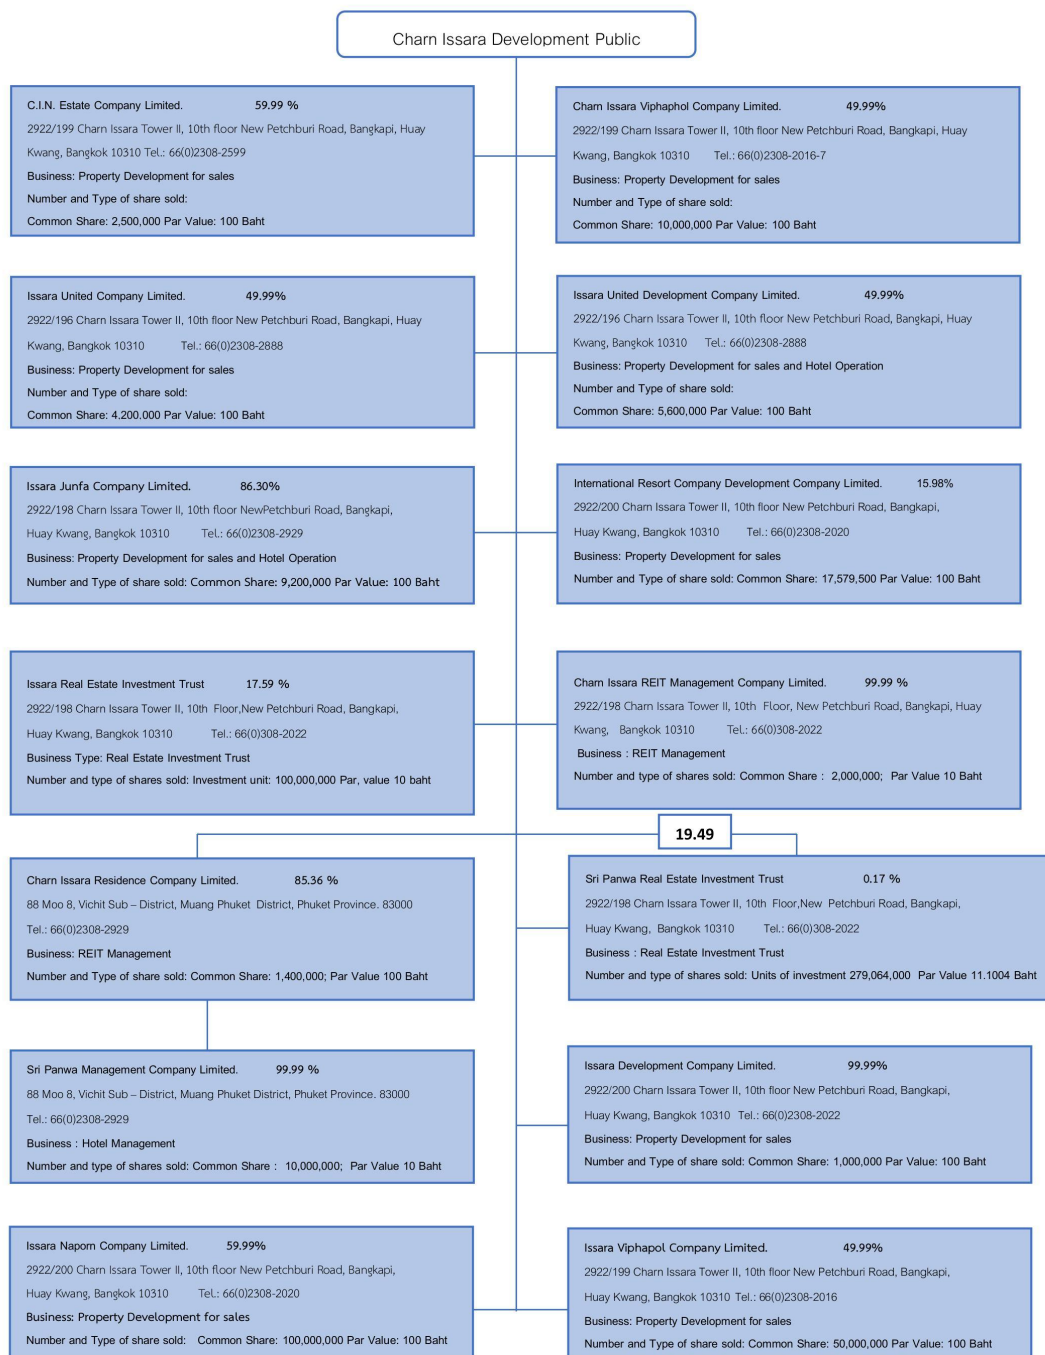 Charn Issara Development Public
C.I.N. Estate Company Limited. 59.99 %
2922/199 Charn Issara Tower II, 10th floor New Petchburi Road, Bangkapi, Huay
Kwang, Bangkok 10310 Tel.: 66(0)2308-2599
Business: Property Development for sales
Number and Type of share sold:
Common Share: 2,500,000 Par Value: 100 Baht
Charn Issara Viphaphol Company Limited. 49.99%
2922/199 Charn Issara Tower II, 10th floor New Petchburi Road, Bangkapi, Huay
Kwang, Bangkok 10310 Tel.: 66(0)2308-2016-7
Business: Property Development for sales
Number and Type of share sold:
Common Share: 10,000,000 Par Value: 100 Baht
Issara United Company Limited. 49.99%
2922/196 Charn Issara Tower II, 10th floor New Petchburi Road, Bangkapi, Huay
Kwang, Bangkok 10310 Tel.: 66(0)2308-2888
Business: Property Development for sales
Number and Type of share sold:
Common Share: 4,200,000 Par Value: 100 Baht
Issara United Development Company Limited. 49.99%
2922/196 Charn Issara Tower II, 10th floor New Petchburi Road, Bangkapi, Huay
Kwang, Bangkok 10310 Tel.: 66(0)2308-2888
Business: Property Development for sales and Hotel Operation
Number and Type of share sold:
Common Share: 5,600,000 Par Value: 100 Baht
Issara Junfa Company Limited. 86.30%
2922/198 Charn Issara Tower II, 10th floor NewPetchburi Road, Bangkapi,
Huay Kwang, Bangkok 10310 Tel.: 66(0)2308-2929
Business: Property Development for sales and Hotel Operation
Number and Type of share sold: Common Share: 9,200,000 Par Value: 100 Baht
International Resort Company Development Company Limited. 15.98%
2922/200 Charn Issara Tower II, 10th floor New Petchburi Road, Bangkapi,
Huay Kwang, Bangkok 10310 Tel.: 66(0)2308-2020
Business: Property Development for sales
Number and Type of share sold: Common Share: 17,579,500 Par Value: 100 Baht
Issara Real Estate Investment Trust 17.59 %
2922/198 Charn Issara Tower II, 10th Floor,New Petchburi Road, Bangkapi,
Huay Kwang, Bangkok 10310 Tel.: 66(0)308-2022
Business Type: Real Estate Investment Trust
Number and type of shares sold: Investment unit: 100,000,000 Par, value 10 baht
Charn Issara REIT Management Company Limited. 99.99 %
2922/198 Charn Issara Tower II, 10th Floor, New Petchburi Road, Bangkapi, Huay
Kwang, Bangkok 10310 Tel.: 66(0)308-2022
Business : REIT Management
Number and type of shares sold: Common Share : 2,000,000; Par Value 10 Baht
19.49
Charn Issara Residence Company Limited. 85.36 %
88 Moo 8, Vichit Sub – District, Muang Phuket District, Phuket Province. 83000
Tel.: 66(0)2308-2929
Business: REIT Management
Number and Type of share sold: Common Share: 1,400,000; Par Value 100 Baht
Sri Panwa Real Estate Investment Trust 0.17 %
2922/198 Charn Issara Tower II, 10th Floor,New Petchburi Road, Bangkapi,
Huay Kwang, Bangkok 10310 Tel.: 66(0)308-2022
Business : Real Estate Investment Trust
Number and type of shares sold: Units of investment 279,064,000 Par Value 11.1004 Baht
Sri Panwa Management Company Limited. 99.99 %
88 Moo 8, Vichit Sub – District, Muang Phuket District, Phuket Province. 83000
Tel.: 66(0)2308-2929
Business : Hotel Management
Number and type of shares sold: Common Share : 10,000,000; Par Value 10 Baht
Issara Development Company Limited. 99.99%
2922/200 Charn Issara Tower II, 10th floor New Petchburi Road, Bangkapi,
Huay Kwang, Bangkok 10310 Tel.: 66(0)2308-2022
Business: Property Development for sales
Number and Type of share sold: Common Share: 1,000,000 Par Value: 100 Baht
Issara Naporn Company Limited. 59.99%
2922/200 Charn Issara Tower II, 10th floor New Petchburi Road, Bangkapi,
Huay Kwang, Bangkok 10310 Tel.: 66(0)2308-2020
Business: Property Development for sales
Number and Type of share sold: Common Share: 100,000,000 Par Value: 100 Baht
Issara Viphapol Company Limited. 49.99%
2922/199 Charn Issara Tower II, 10th floor New Petchburi Road, Bangkapi,
Huay Kwang, Bangkok 10310 Tel.: 66(0)2308-2016
Business: Property Development for sales
Number and Type of share sold: Common Share: 50,000,000 Par Value: 100 Baht